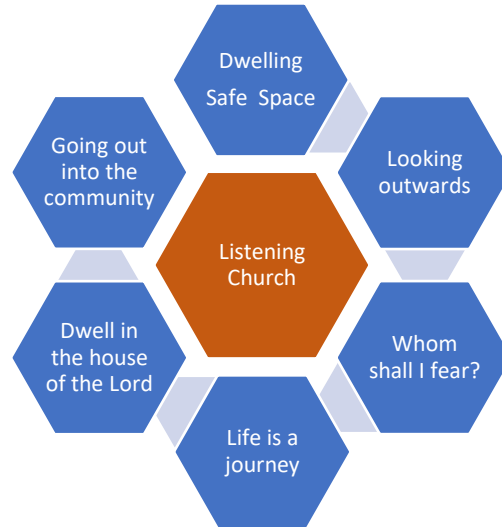 Dwelling
Safe Space
Looking
outwards
Whom
shall I fear?
Life is a
journey
Dwell in
the house
of the Lord
Going out
into the
community
Listening
Church